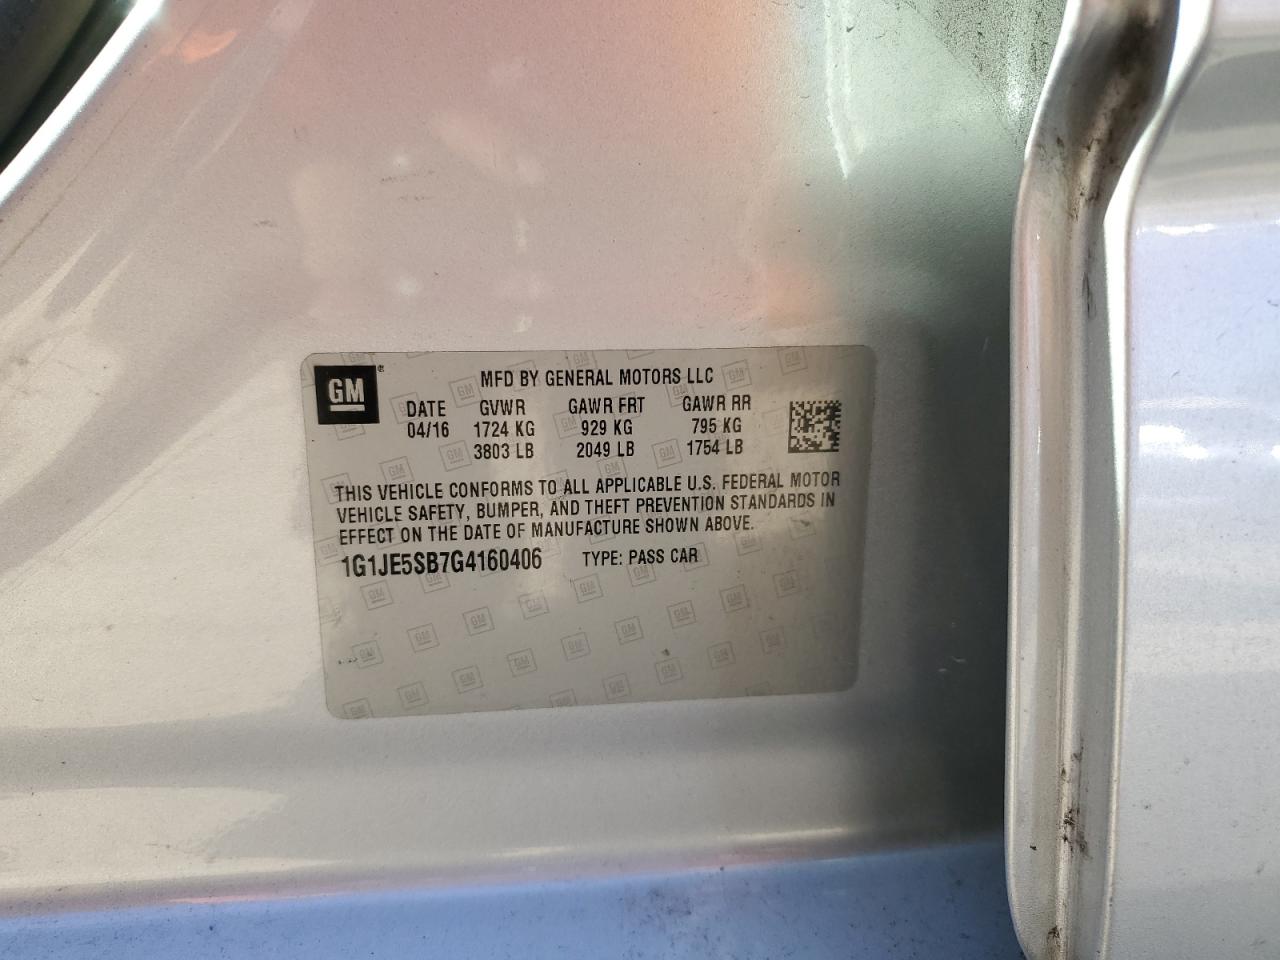 GM
MFD BY GENERAL MOTORS LLC
DATE GVWR GAWR FRT GAWR RR
04/16 1724 KG 929 KG 795 KG
3803 LB 2049 LB 1754 LB
THIS VEHICLE CONFORMS TO ALL APPLICABLE U.S. FEDERAL MOTOR
VEHICLE SAFETY, BUMPER, AND THEFT PREVENTION STANDARDS IN
EFFECT ON THE DATE OF MANUFACTURE SHOWN ABOVE.
1G1JE5SB7G4160406 TYPE: PASS CAR